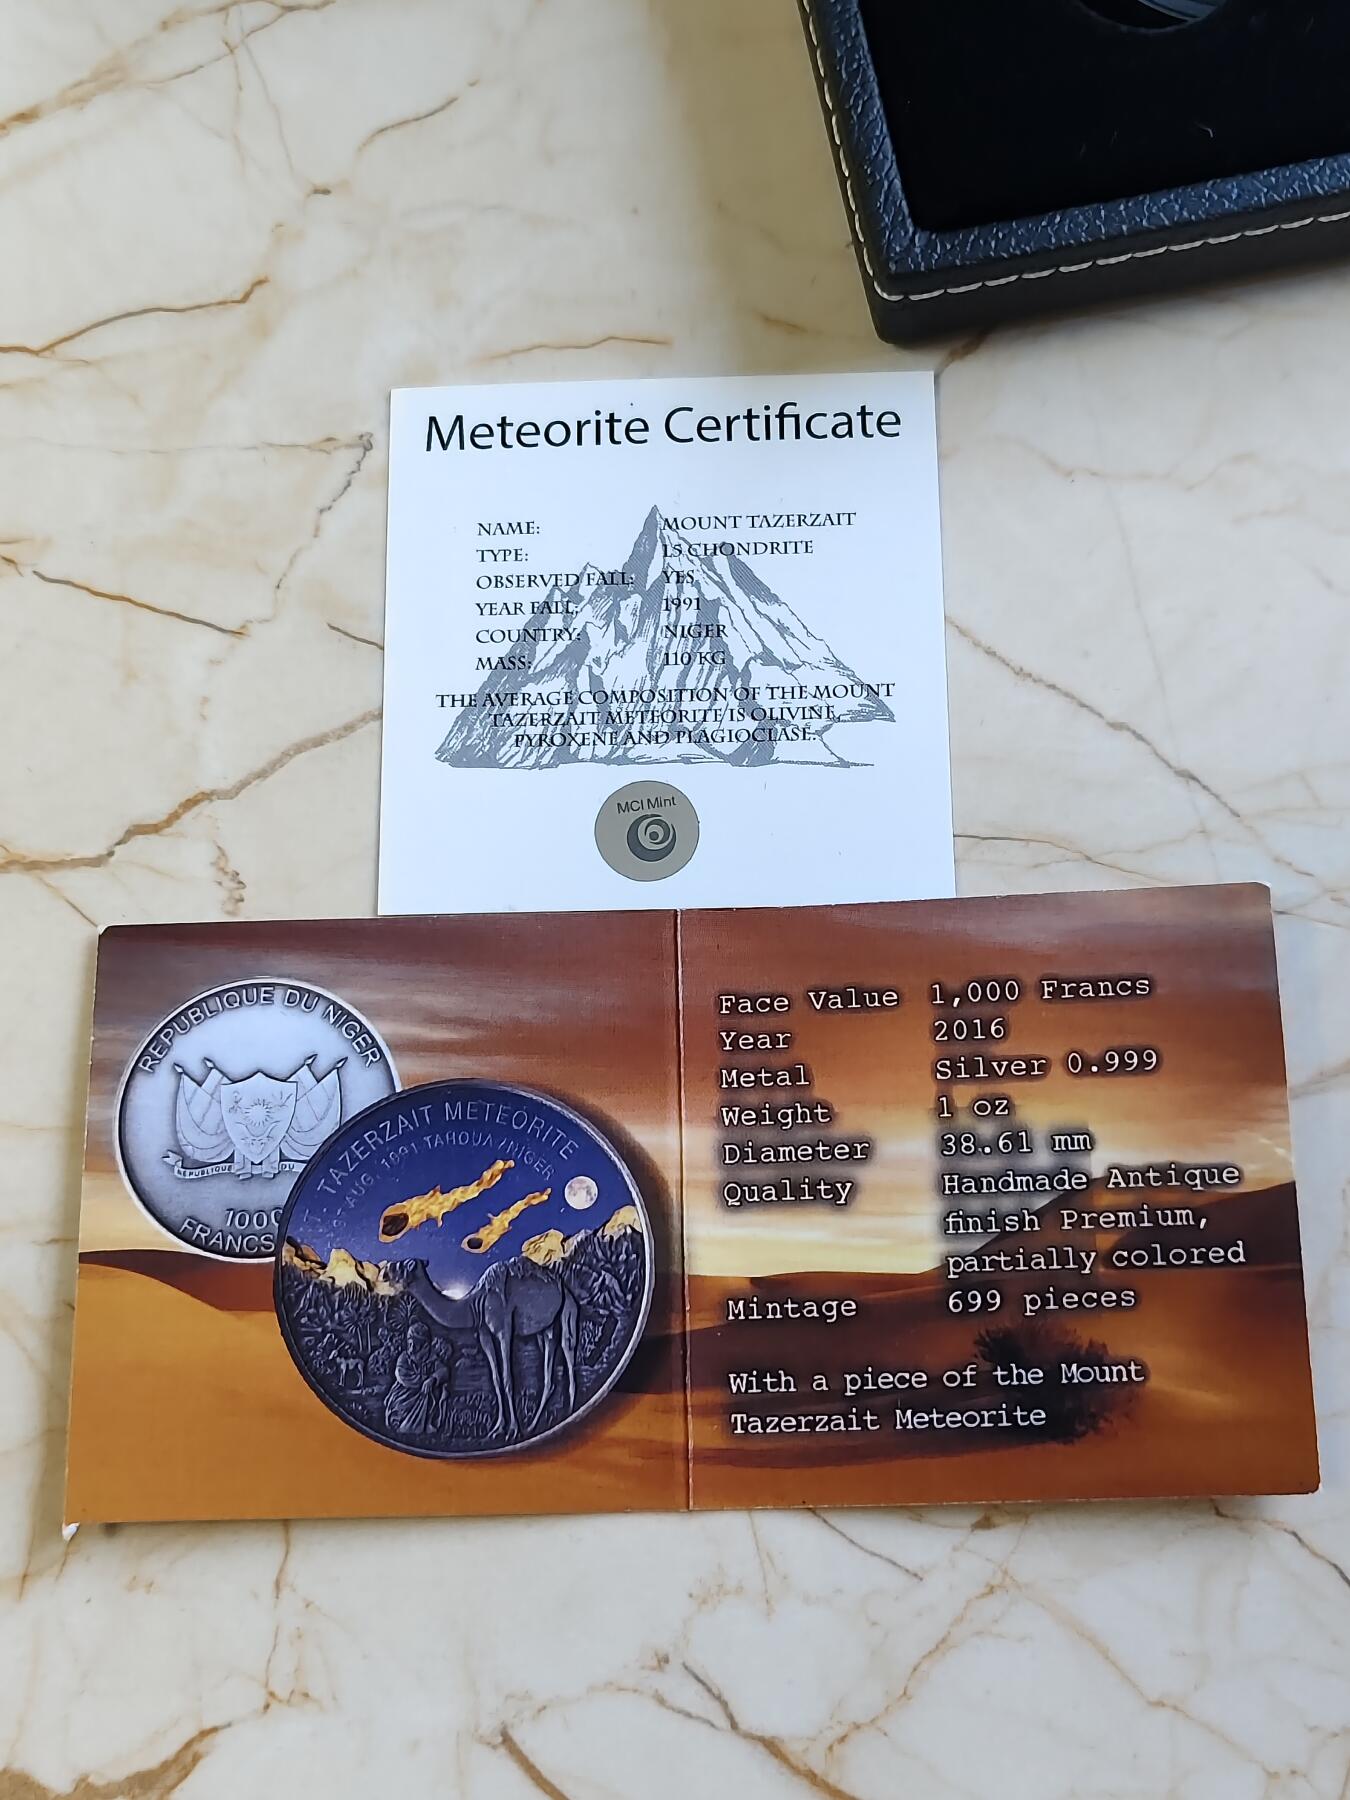 Meteorite Certificate
NAME: MOUNT TAZERZAIT
TYPE: L5 CHONDRITE
OBSERVED FALL: YES
YEAR FALL: 1991
COUNTRY: NIGER
MASS: 110 KG
THE AVERAGE COMPOSITION OF THE MOUNT
TAZERZAIT METEORITE IS OLIVINE,
PYROXENE AND PLAGIOCLASE.
MCI Mint
REPUBLIQUE DU NIGER
REPUBLIQUE DU
1000
FRANCS
TAZERZAIT METEORITE
AUG. 1991 TAHOUA / NIGER
Face Value 1,000 Francs
Year 2016
Metal Silver 0.999
Weight 1 oz
Diameter 38.61 mm
Quality Handmade Antique
finish Premium,
partially colored
Mintage 699 pieces
With a piece of the Mount
Tazerzait Meteorite